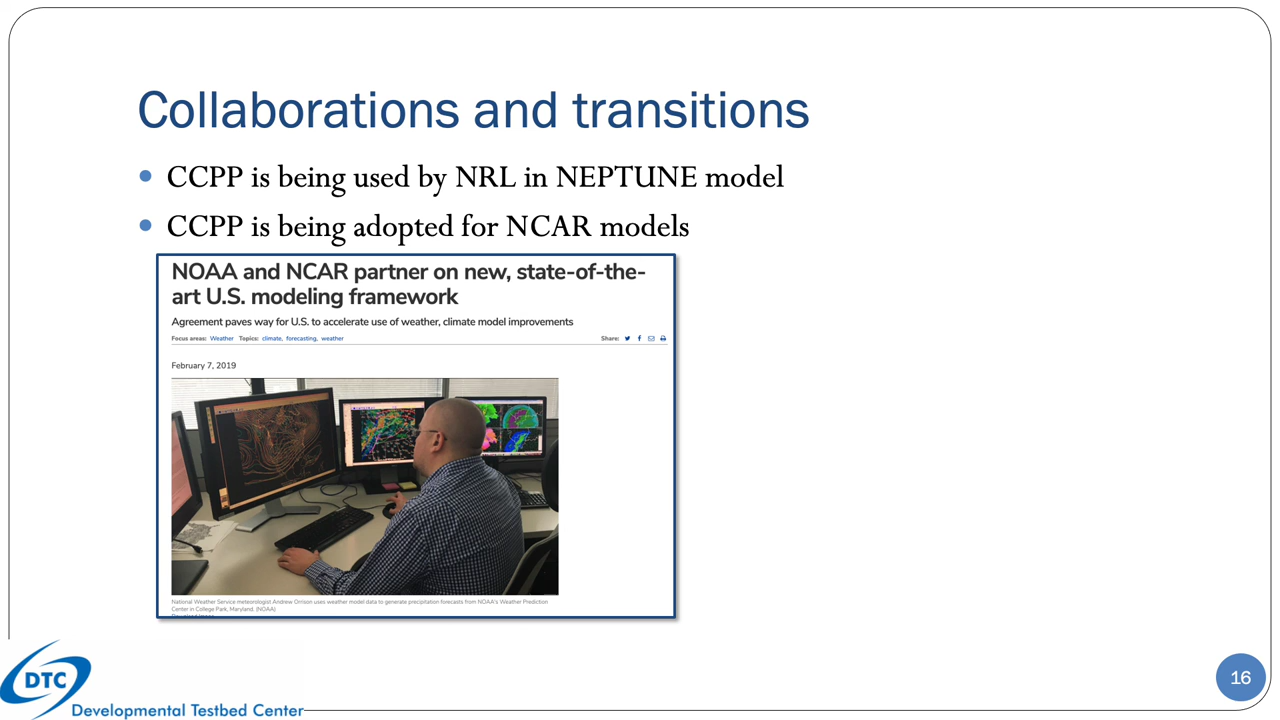 Collaborations and transitions
CCPP is being used by NRL in NEPTUNE model
CCPP is being adopted for NCAR models
NOAA and NCAR partner on new, state-of-the-
art U.S. modeling framework
Agreement paves way for U.S. to accelerate use of weather, climate model improvements
Focus areas: Weather Topics: climate, forecasting, weather
Share:
February 7, 2019
National Weather Service meteorologist Andrew Orrison uses weather model data to generate precipitation forecasts from NOAA's Weather Prediction
Center in College Park, Maryland. (NOAA)
DTC
Developmental Testbed Center
16